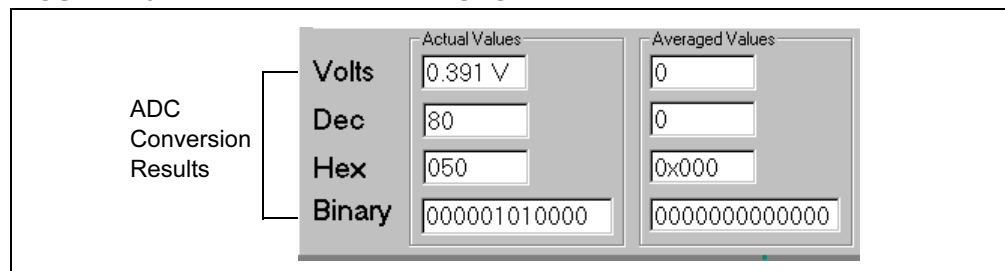 Actual Values Averaged Values
Volts 0.391 V 0
ADC Conversion Results
Dec 80 0
Hex 050 0x000
Binary 000001010000 0000000000000